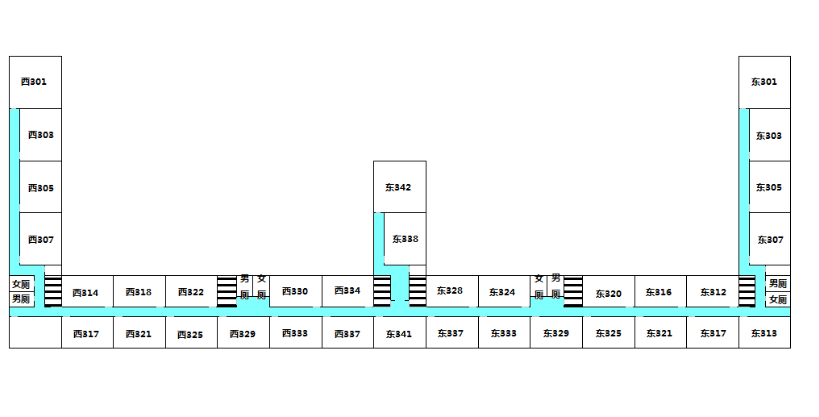 西301
东301
西303
东303
西305
东342
东305
西307
东338
东307
女厕
男厕
西314
西318
西322
男厕
女厕
西330
西334
东328
东324
女厕
男厕
东320
东316
东312
男厕
女厕
西317
西321
西325
西329
西333
西337
东341
东337
东333
东329
东325
东321
东317
东313